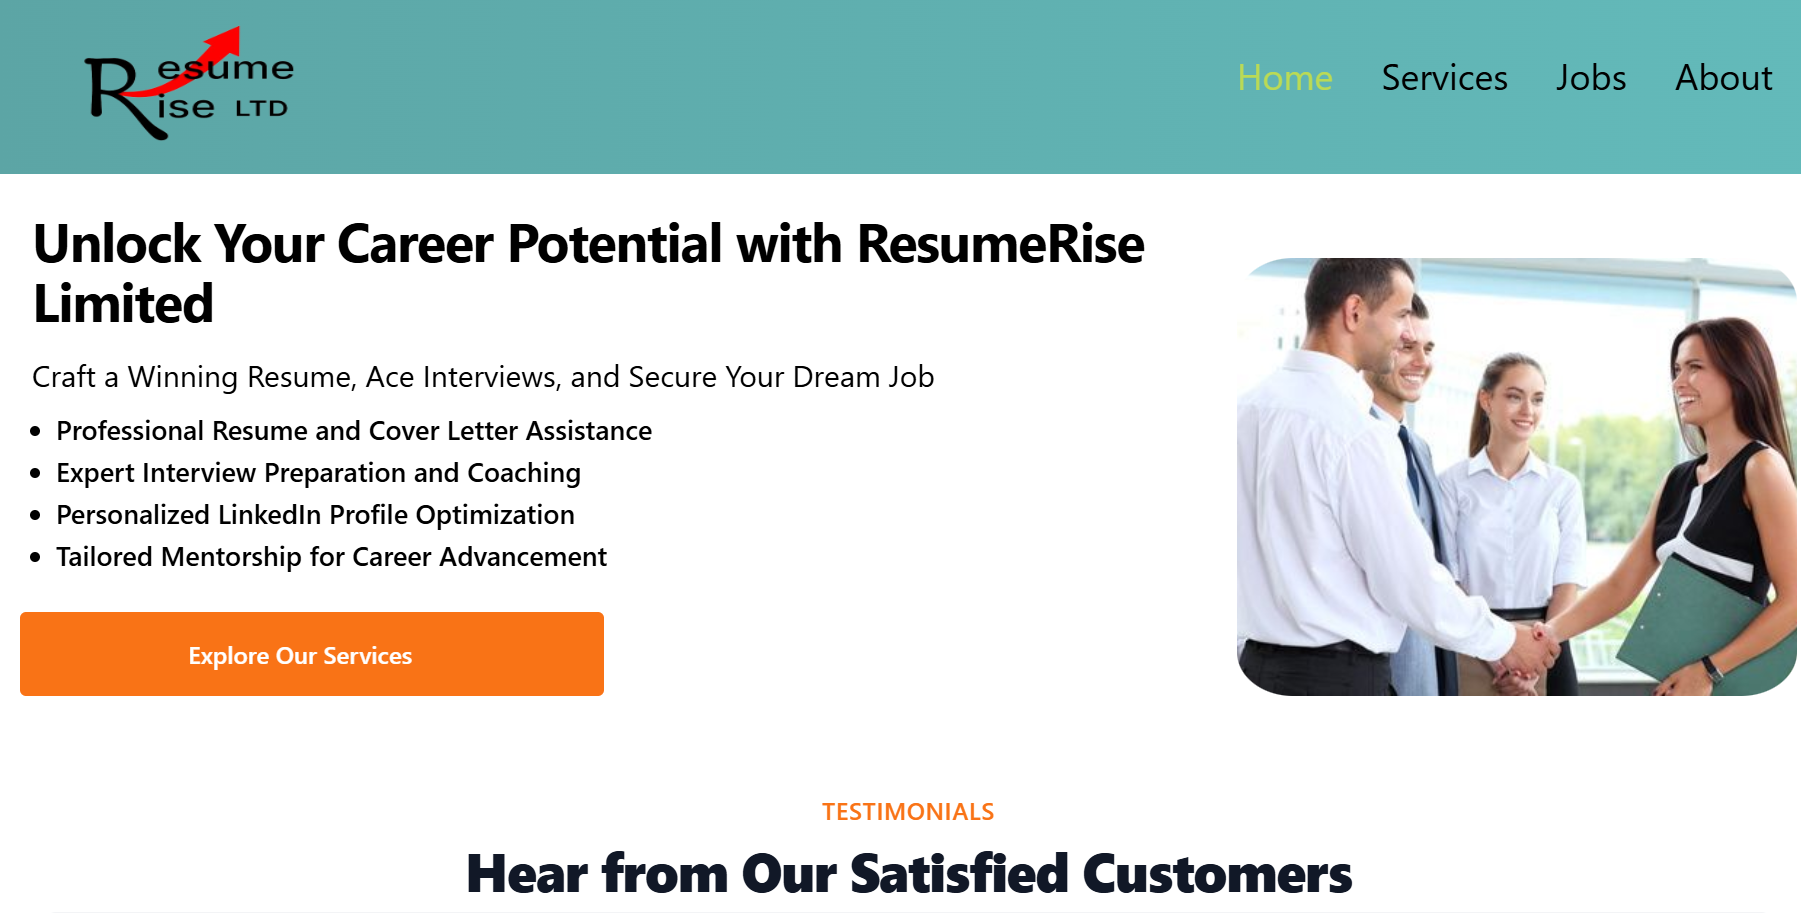 Resume
Rise LTD
Home Services Jobs About
Unlock Your Career Potential with ResumeRise
Limited
Craft a Winning Resume, Ace Interviews, and Secure Your Dream Job
• Professional Resume and Cover Letter Assistance
• Expert Interview Preparation and Coaching
• Personalized LinkedIn Profile Optimization
• Tailored Mentorship for Career Advancement
Explore Our Services
TESTIMONIALS
Hear from Our Satisfied Customers